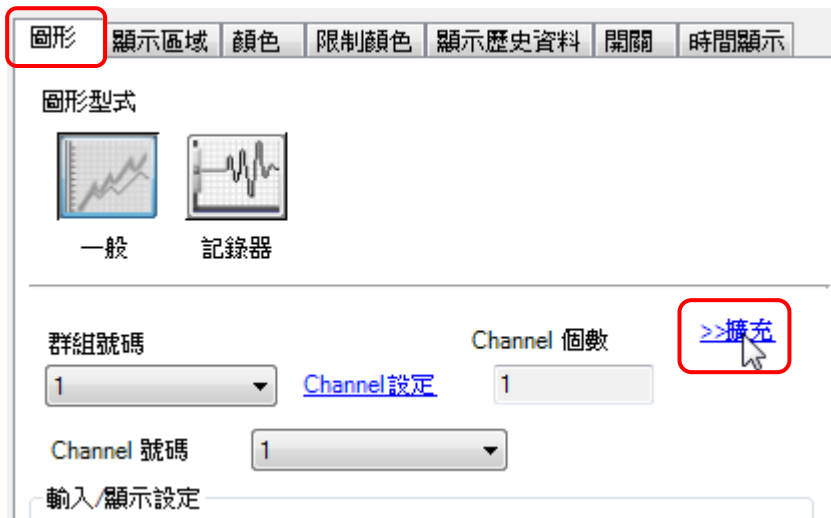 圖形 顯示區域 顏色 限制顏色 顯示歷史資料 開關 時間顯示
圖形型式
一般 記錄器
群組號碼 Channel 個數 >>擴充
1 Channel設定 1
Channel 號碼 1
輸入/顯示設定